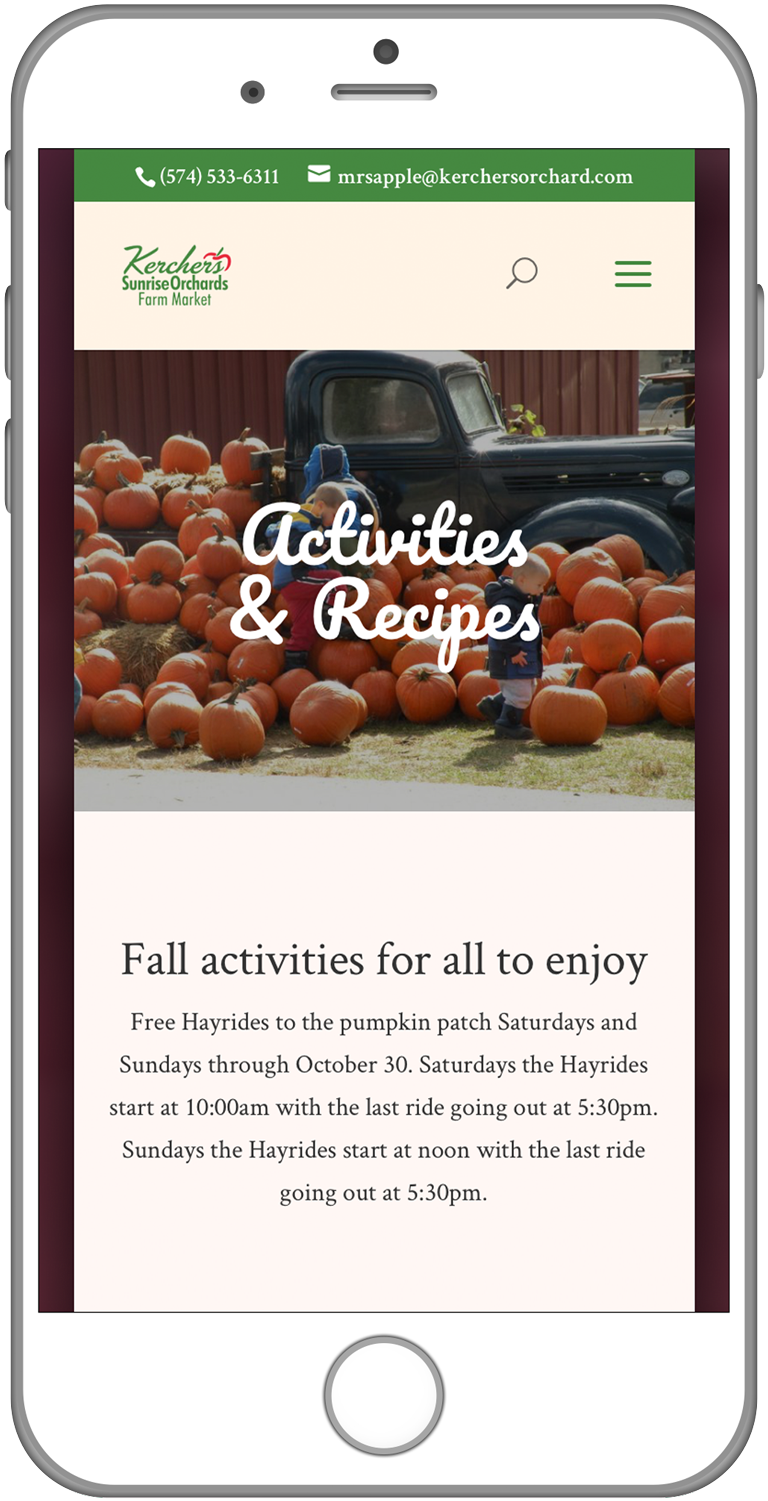 (574) 533-6311 mrsapple@kerchersorchard.com
Kercher's
Sunrise Orchards
Farm Market
Activities
& Recipes
Fall activities for all to enjoy
Free Hayrides to the pumpkin patch Saturdays and
Sundays through October 30. Saturdays the Hayrides
start at 10:00am with the last ride going out at 5:30pm.
Sundays the Hayrides start at noon with the last ride
going out at 5:30pm.